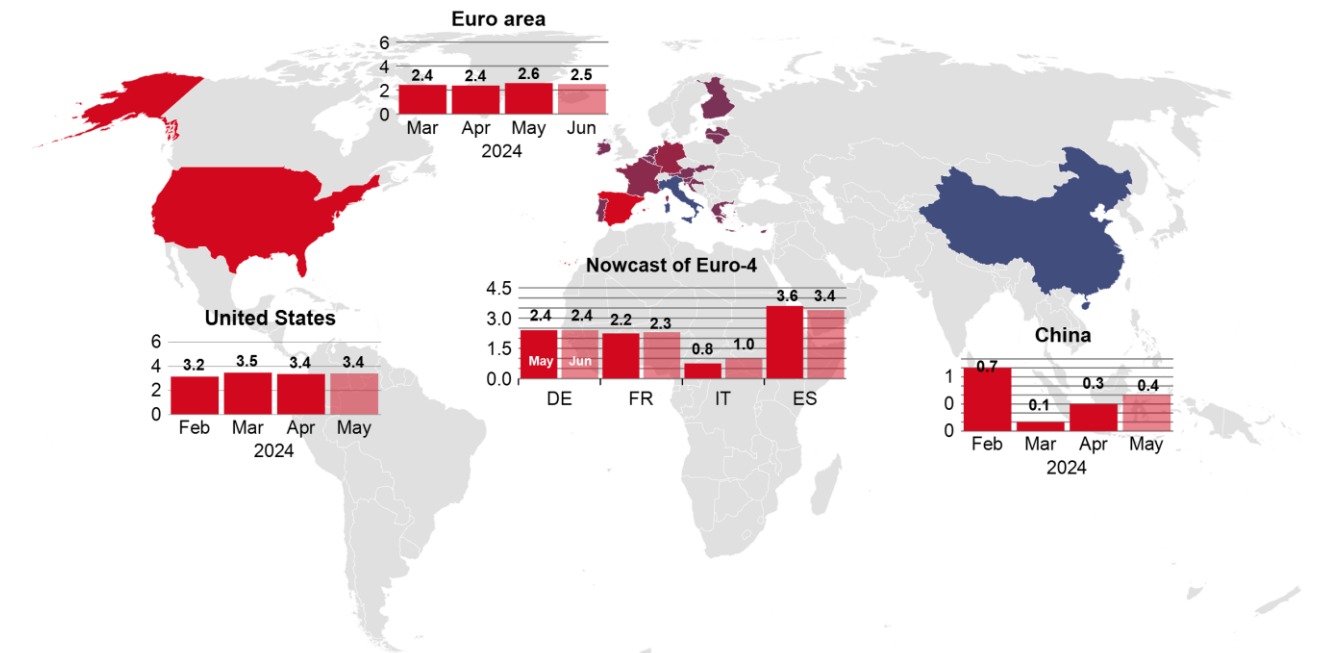 Euro area
6
4
2
0
2.4 2.4 2.6 2.5
Mar Apr May Jun
2024
Nowcast of Euro-4
4.5
3.0
1.5
0.0
2.4 2.4 2.2 2.3 0.8 1.0 3.6 3.4
May Jun
DE FR IT ES
United States
6
4
2
0
3.2 3.5 3.4 3.4
Feb Mar Apr May
2024
China
1
0
0
0.7 0.1 0.3 0.4
Feb Mar Apr May
2024